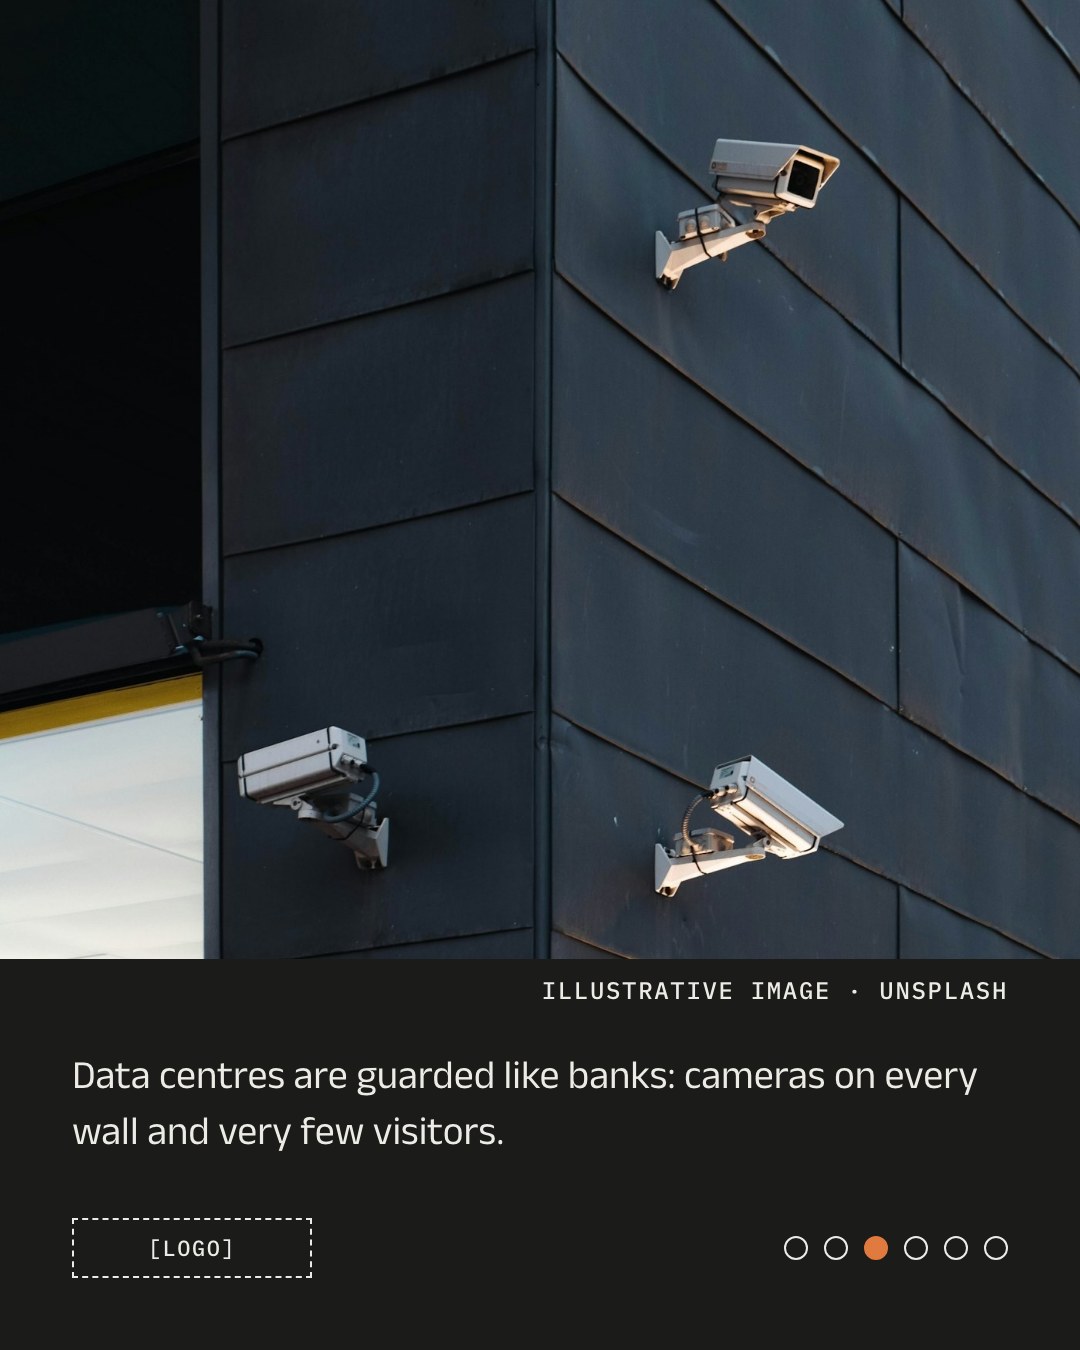 ILLUSTRATIVE IMAGE · UNSPLASH
Data centres are guarded like banks: cameras on every
wall and very few visitors.
[LOGO]